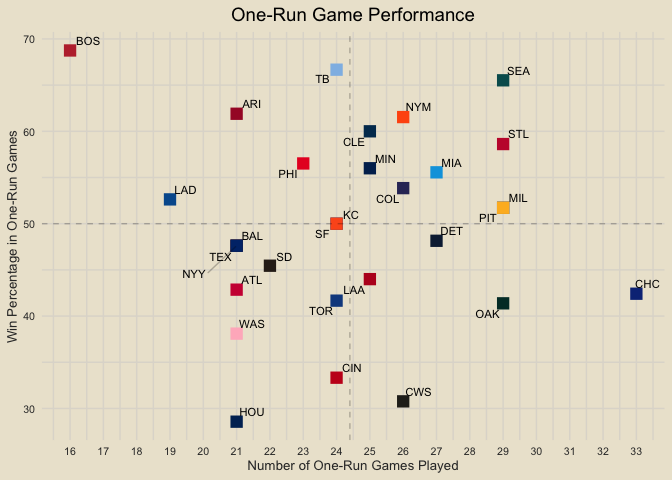 One-Run Game Performance
Win Percentage in One-Run Games
70
60
50
40
30
BOS
TB
SEA
ARI
NYM
CLE
STL
MIN
MIA
PHI
LAD
COL
MIL
PIT
KC
SF
BAL
DET
TEX
SD
NYY
ATL
LAA
CHC
TOR
OAK
WAS
CIN
CWS
HOU
16 17 18 19 20 21 22 23 24 25 26 27 28 29 30 31 32 33
Number of One-Run Games Played